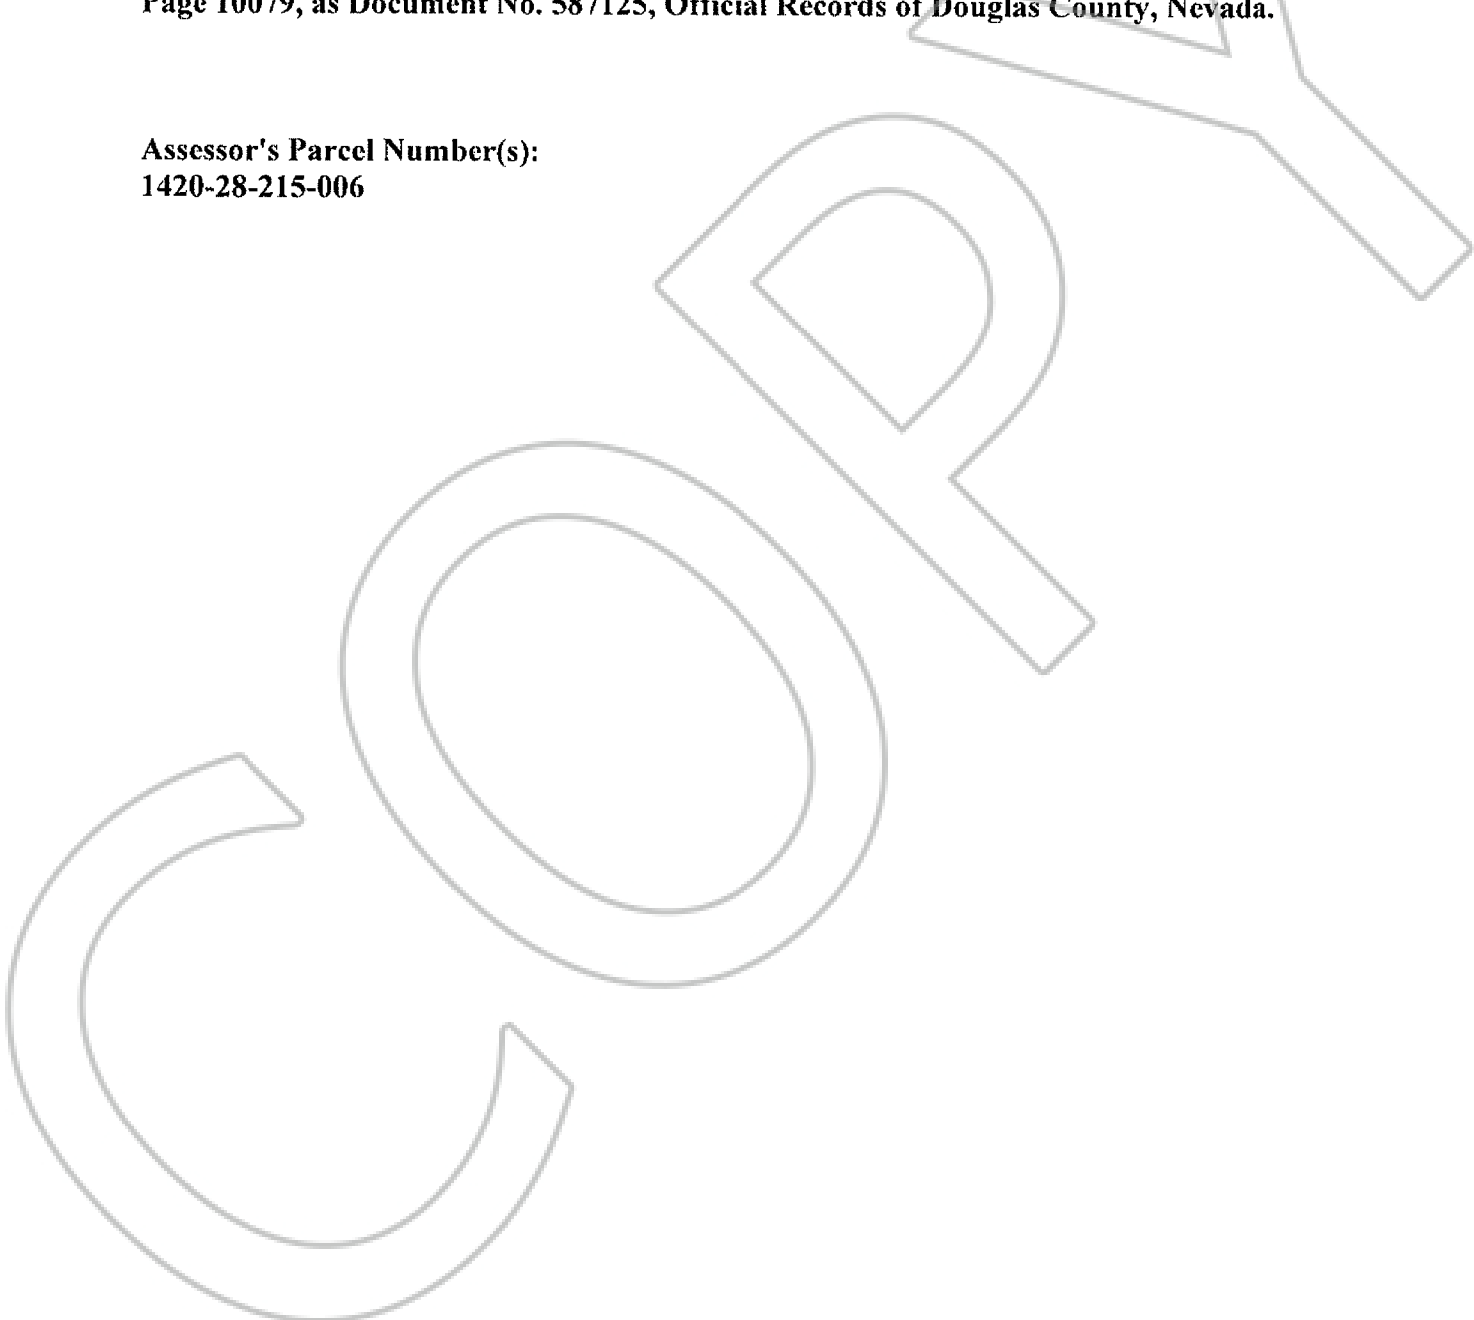 Page 10079, as Document No. 587125, Official Records of Douglas County, Nevada.
Assessor's Parcel Number(s):
1420-28-215-006
COPY